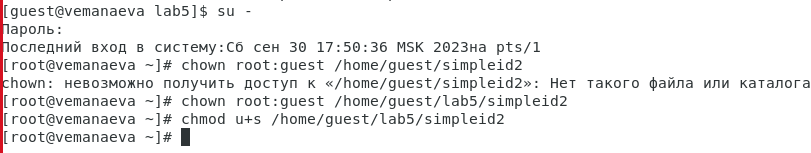 [guest@vemanaeva lab5]$ su -
Пароль:
Последний вход в систему:Сб сен 30 17:50:36 MSK 2023на pts/1
[root@vemanaeva ~]# chown root:guest /home/guest/simpleid2
chown: невозможно получить доступ к «/home/guest/simpleid2»: Нет такого файла или каталога
[root@vemanaeva ~]# chown root:guest /home/guest/lab5/simpleid2
[root@vemanaeva ~]# chmod u+s /home/guest/lab5/simpleid2
[root@vemanaeva ~]#